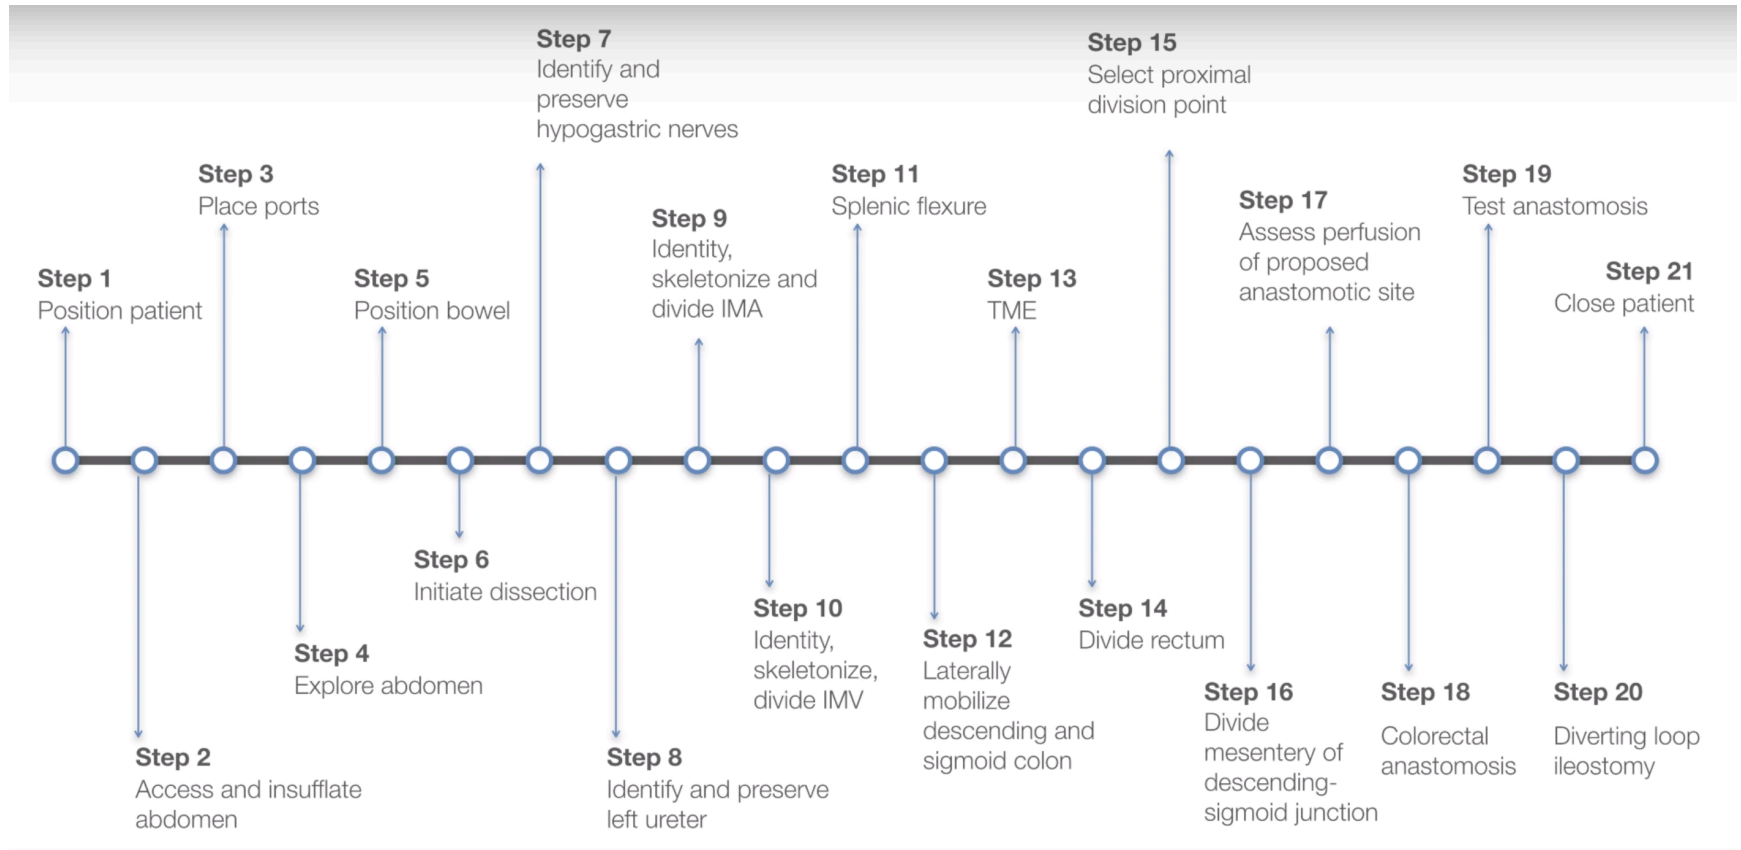 Step 1
Position patient
Step 2
Access and insufflate
abdomen
Step 3
Place ports
Step 4
Explore abdomen
Step 5
Position bowel
Step 6
Initiate dissection
Step 7
Identify and
preserve
hypogastric nerves
Step 8
Identify and preserve
left ureter
Step 9
Identity,
skeletonize and
divide IMA
Step 10
Identity,
skeletonize,
divide IMV
Step 11
Splenic flexure
Step 12
Laterally
mobilize
descending and
sigmoid colon
Step 13
TME
Step 14
Divide rectum
Step 15
Select proximal
division point
Step 16
Divide
mesentery of
descending-
sigmoid junction
Step 17
Assess perfusion
of proposed
anastomotic site
Step 18
Colorectal
anastomosis
Step 19
Test anastomosis
Step 20
Diverting loop
ileostomy
Step 21
Close patient